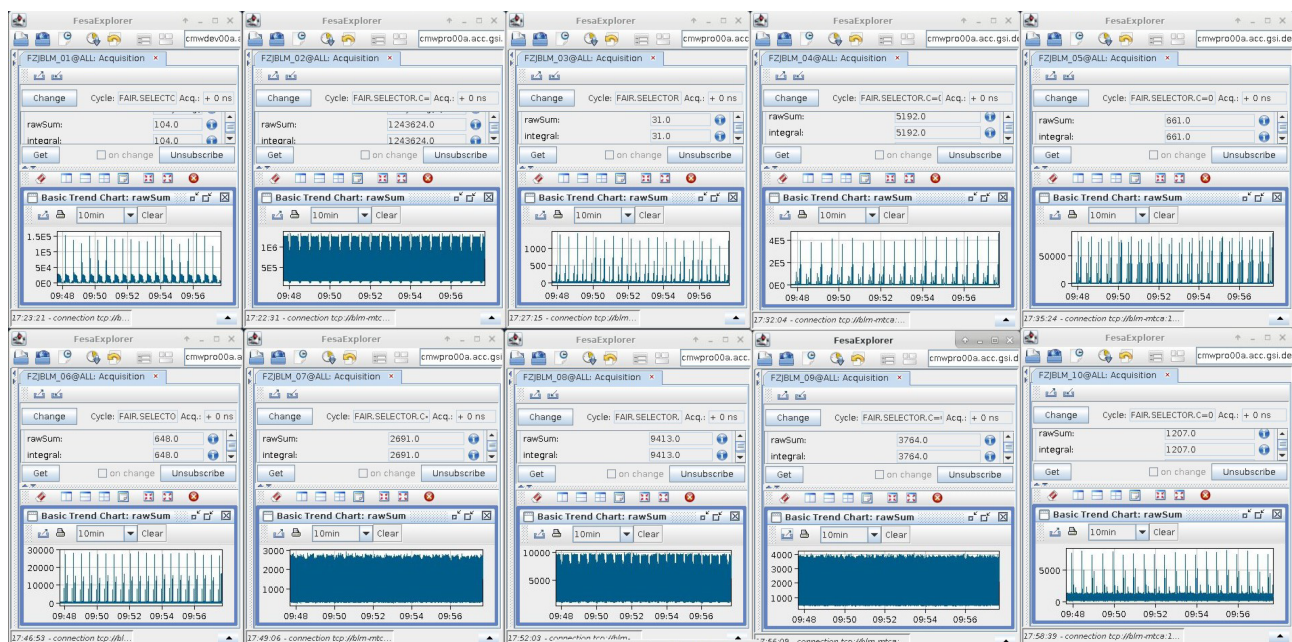 FesaExplorer
cmwdev00a.a
FZJBLM_01@ALL: Acquisition ×
Change Cycle: FAIR.SELECTC Acq.: + 0 ns
rawSum: 104.0
integral: 104.0
Get on change Unsubscribe
Basic Trend Chart: rawSum
10min Clear
1.5E5
1E5
5E4
0E0
09:48 09:50 09:52 09:54 09:56
17:23:21 - connection tcp://b...
FesaExplorer
cmwpro00a.acc.gsi.
FZJBLM_02@ALL: Acquisition ×
Change Cycle: FAIR.SELECTOR.C= Acq.: + 0 ns
rawSum: 1243624.0
integral: 1243624.0
Get on change Unsubscribe
Basic Trend Chart: rawSum
10min Clear
1E6
5E5
09:48 09:50 09:52 09:54 09:56
17:22:31 - connection tcp://blm-mtc...
FesaExplorer
cmwpro00a.acc
FZJBLM_03@ALL: Acquisition ×
Change Cycle: FAIR.SELECTOR Acq.: + 0 ns
rawSum: 31.0
integral: 31.0
Get on change Unsubscribe
Basic Trend Chart: rawSum
10min Clear
1000
500
0
09:48 09:50 09:52 09:54 09:56
17:27:15 - connection tcp://blm...
FesaExplorer
cmwpro00a.acc.gsi.de
FZJBLM_04@ALL: Acquisition ×
Change Cycle: FAIR.SELECTOR.C=( Acq.: + 0 ns
rawSum: 5192.0
integral: 5192.0
Get on change Unsubscribe
Basic Trend Chart: rawSum
10min Clear
4E5
2E5
0E0
09:48 09:50 09:52 09:54 09:56
17:32:04 - connection tcp://blm-mtca:...
FesaExplorer
cmwpro00a.acc.gsi.de
FZJBLM_05@ALL: Acquisition ×
Change Cycle: FAIR.SELECTOR.C=0 Acq.: + 0 ns
rawSum: 661.0
integral: 661.0
Get on change Unsubscribe
Basic Trend Chart: rawSum
10min Clear
50000
0
09:48 09:50 09:52 09:54 09:56
17:35:24 - connection tcp://blm-mtca:1...
FesaExplorer
cmwpro00a.a
FZJBLM_06@ALL: Acquisition ×
Change Cycle: FAIR.SELECTO Acq.: + 0 ns
rawSum: 648.0
integral: 648.0
Get on change Unsubscribe
Basic Trend Chart: rawSum
10min Clear
30000
20000
10000
0
09:48 09:50 09:52 09:54 09:56
17:46:53 - connection tcp://bl...
FesaExplorer
cmwpro00a.acc.gsi
FZJBLM_07@ALL: Acquisition ×
Change Cycle: FAIR.SELECTOR.C= Acq.: + 0 ns
rawSum: 2691.0
integral: 2691.0
Get on change Unsubscribe
Basic Trend Chart: rawSum
10min Clear
3000
2000
1000
09:48 09:50 09:52 09:54 09:56
17:49:06 - connection tcp://blm-mtc...
FesaExplorer
cmwpro00a.acc.
FZJBLM_08@ALL: Acquisition ×
Change Cycle: FAIR.SELECTOR. Acq.: + 0 ns
rawSum: 9413.0
integral: 9413.0
Get on change Unsubscribe
Basic Trend Chart: rawSum
10min Clear
10000
5000
09:48 09:50 09:52 09:54 09:56
17:52:03 - connection tcp://blm-
FesaExplorer
cmwpro00a.acc.gsi.d
FZJBLM_09@ALL: Acquisition ×
Change Cycle: FAIR.SELECTOR.C=( Acq.: + 0 ns
rawSum: 3764.0
integral: 3764.0
Get on change Unsubscribe
Basic Trend Chart: rawSum
10min Clear
4000
3000
2000
1000
09:48 09:50 09:52 09:54 09:56
17:56:09 - connection tcp://blm-mtca:
FesaExplorer
cmwpro00a.acc.gsi.de
FZJBLM_10@ALL: Acquisition ×
Change Cycle: FAIR.SELECTOR.C=0 Acq.: + 0 ns
rawSum: 1207.0
integral: 1207.0
Get on change Unsubscribe
Basic Trend Chart: rawSum
10min Clear
5000
0
09:48 09:50 09:52 09:54 09:56
17:58:39 - connection tcp://blm-mtca:1...